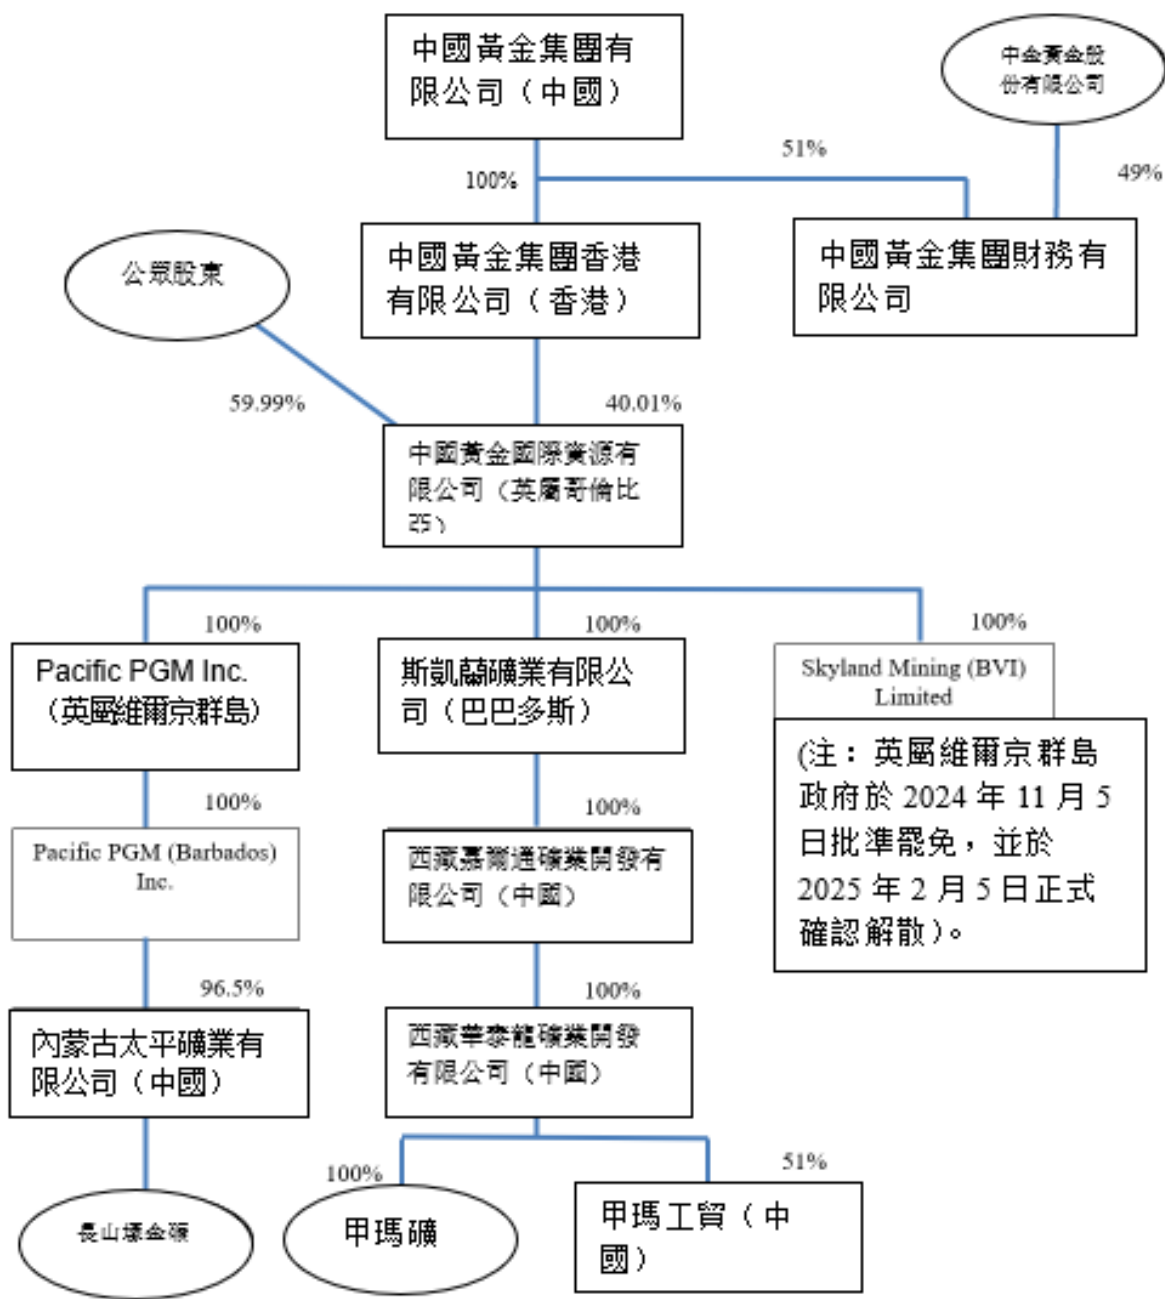 中國黃金集團有
限公司（中國）
中金黃金股
份有限公司
51%
100%
49%
中國黃金集團香港
有限公司（香港）
中國黃金集團財務有
限公司
公眾股東
59.99%
40.01%
中國黃金國際資源有
限公司（英屬哥倫比
亞）
100%
100%
100%
Pacific PGM Inc.
（英屬維爾京群島）
斯凱蘭礦業有限公
司（巴巴多斯）
Skyland Mining (BVI)
Limited
(注：英屬維爾京群島
政府於 2024 年 11 月 5
日批準罷免，並於
2025 年 2 月 5 日正式
確認解散)。
100%
100%
Pacific PGM (Barbados)
Inc.
西藏嘉爾通礦業開發有
限公司（中國）
96.5%
100%
內蒙古太平礦業有
限公司（中國）
西藏華泰龍礦業開發
有限公司（中國）
100%
51%
長山壕金礦
甲瑪礦
甲瑪工貿（中
國）